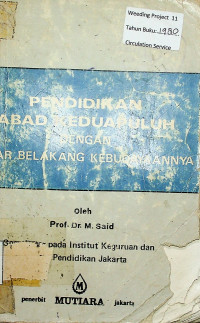 Weeding Project 11
Tahun Buku: 1980
Circulation Service
PENDIDIKAN
ABAD KEDUAPULUH
DENGAN
AR BELAKANG KEBUDAYAANNYA
Oleh
Prof. Dr. M. Said
pada Institut Keguruan dan
Pendidikan Jakarta
penerbit MUTIARA jakarta